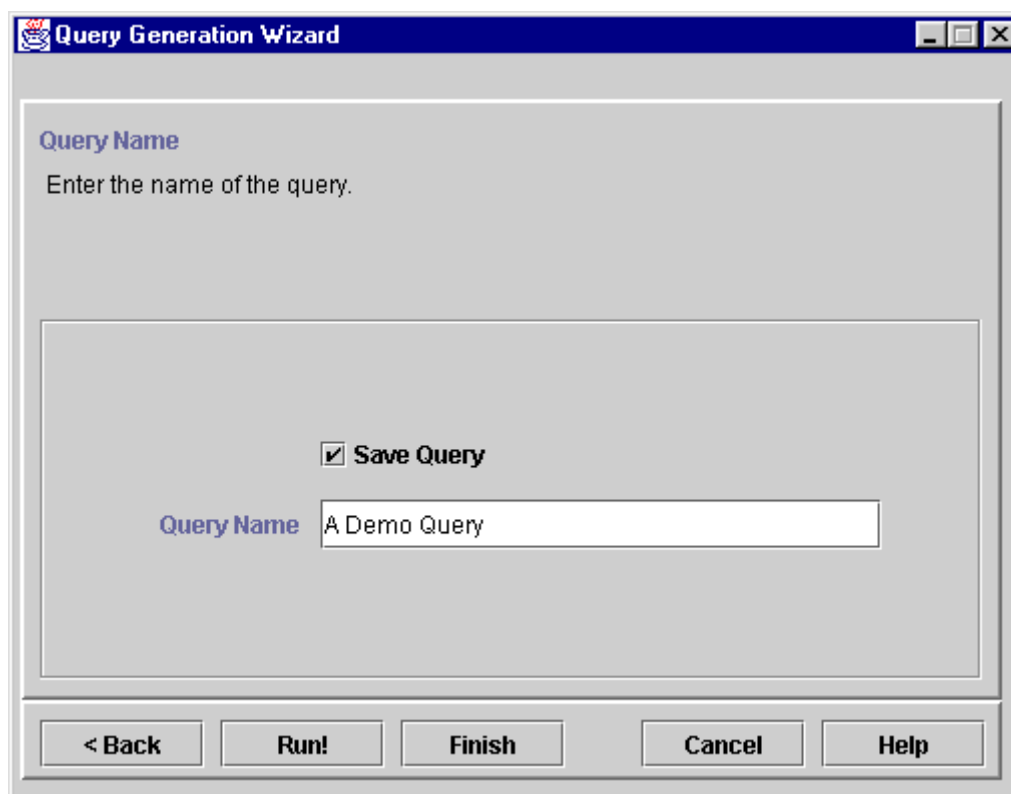 Query Generation Wizard
Query Name
Enter the name of the query.
Save Query
Query Name A Demo Query
< Back Run! Finish Cancel Help